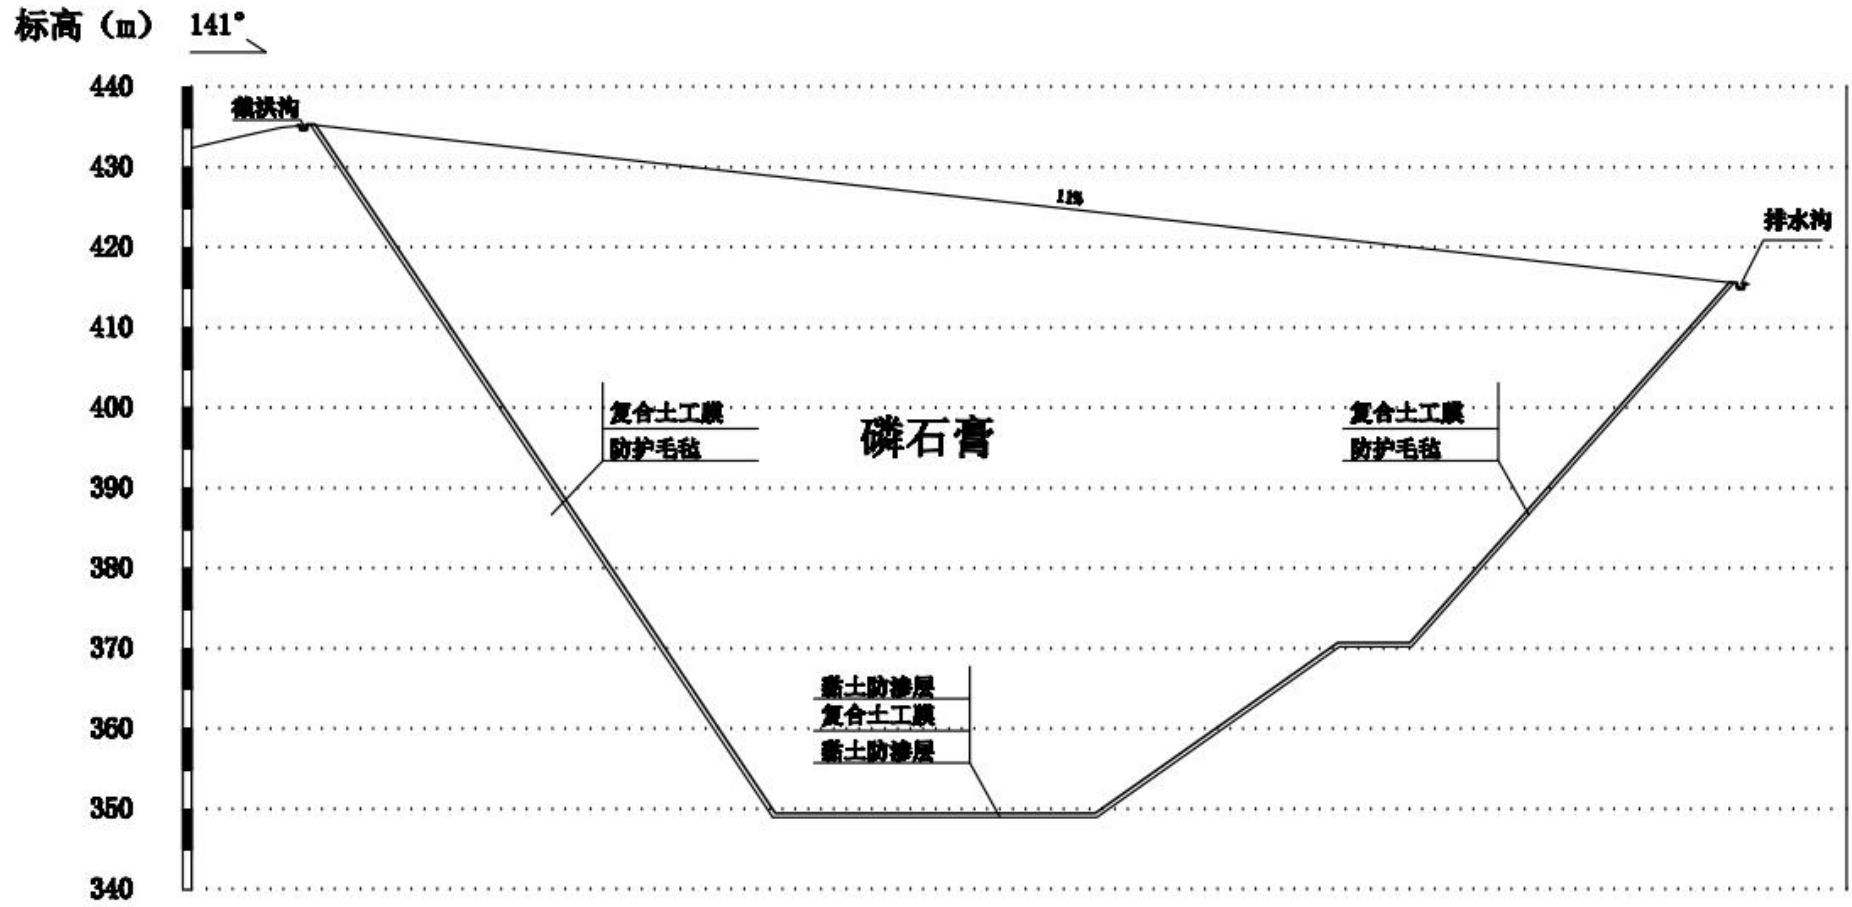 标高（m） 141°
440
截洪沟
430
11%
420
排水沟
410
400
复合土工膜
防护毛毡
磷石膏
复合土工膜
防护毛毡
390
380
370
黏土防渗层
复合土工膜
黏土防渗层
360
350
340